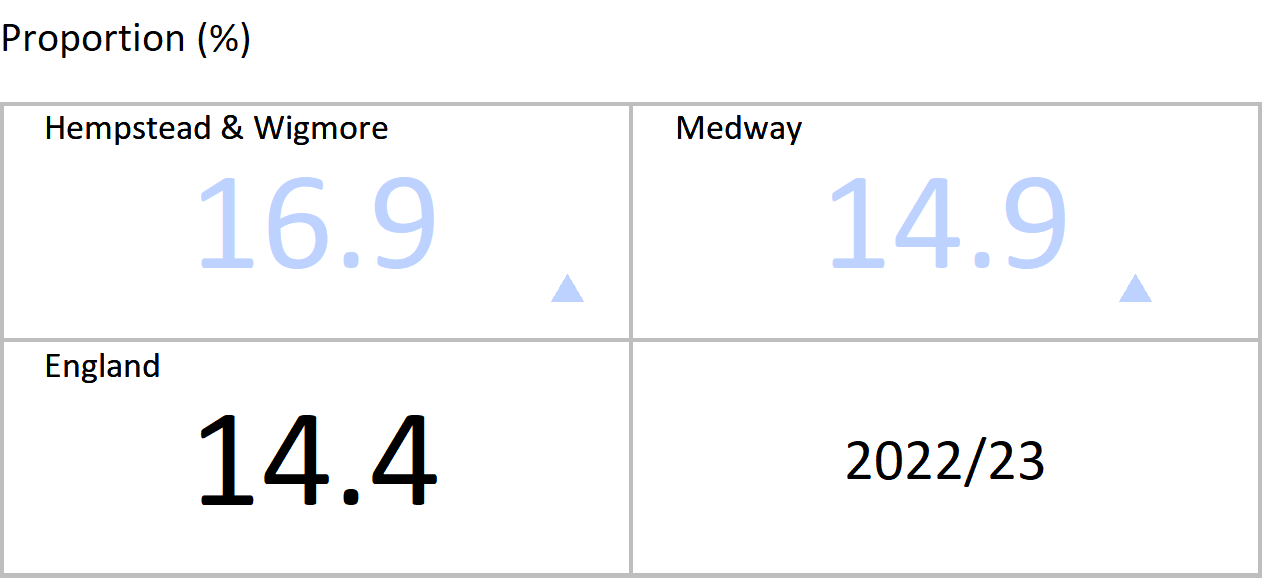 Proportion (%)
Hempstead & Wigmore
16.9
Medway
14.9
England
14.4
2022/23